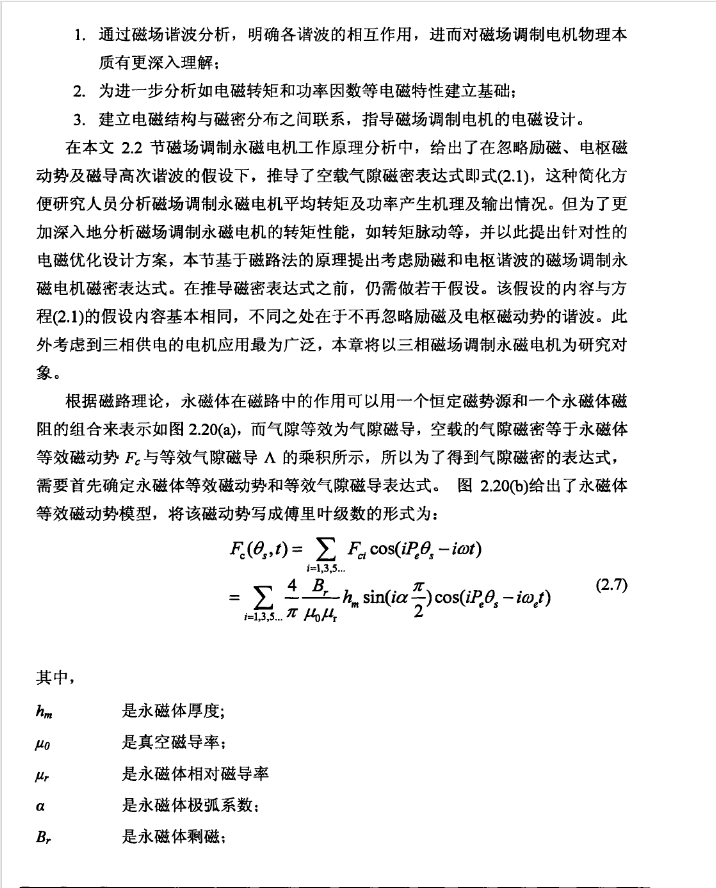 1. 通过磁场谐波分析，明确各谐波的相互作用，进而对磁场调制电机物理本
质有更深入理解；
2. 为进一步分析如电磁转矩和功率因数等电磁特性建立基础；
3. 建立电磁结构与磁密分布之间联系，指导磁场调制电机的电磁设计。
在本文 2.2 节磁场调制永磁电机工作原理分析中，给出了在忽略励磁、电枢磁
动势及磁导高次谐波的假设下，推导了空载气隙磁密表达式即式(2.1)，这种简化方
便研究人员分析磁场调制永磁电机平均转矩及功率产生机理及输出情况。但为了更
加深入地分析磁场调制永磁电机的转矩性能，如转矩脉动等，并以此提出针对性的
电磁优化设计方案，本节基于磁路法的原理提出考虑励磁和电枢谐波的磁场调制永
磁电机磁密表达式。在推导磁密表达式之前，仍需做若干假设。该假设的内容与方
程(2.1)的假设内容基本相同，不同之处在于不再忽略励磁及电枢磁动势的谐波。此
外考虑到三相供电的电机应用最为广泛，本章将以三相磁场调制永磁电机为研究对
象。
根据磁路理论，永磁体在磁路中的作用可以用一个恒定磁势源和一个永磁体磁
阻的组合来表示如图 2.20(a)，而气隙等效为气隙磁导，空载的气隙磁密等于永磁体
等效磁动势 Fc 与等效气隙磁导 Λ 的乘积所示，所以为了得到气隙磁密的表达式，
需要首先确定永磁体等效磁动势和等效气隙磁导表达式。 图 2.20(b)给出了永磁体
等效磁动势模型，将该磁动势写成傅里叶级数的形式为：
F_c(θ_s,t) = ∑_{i=1,3,5...} F_{ci} cos(iP_eθ_s − iωt)
= ∑_{i=1,3,5...} (4/π) (B_r/(μ_0μ_r)) h_m sin(iα π/2) cos(iP_eθ_s − iω_e t) (2.7)
其中，
h_m 是永磁体厚度;
μ_0 是真空磁导率；
μ_r 是永磁体相对磁导率
α 是永磁体极弧系数；
B_r 是永磁体剩磁；